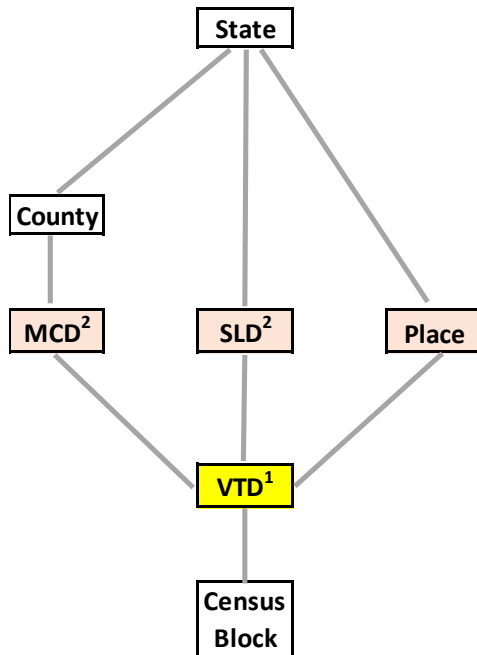 State
County
MCD²
SLD²
Place
VTD¹
Census
Block